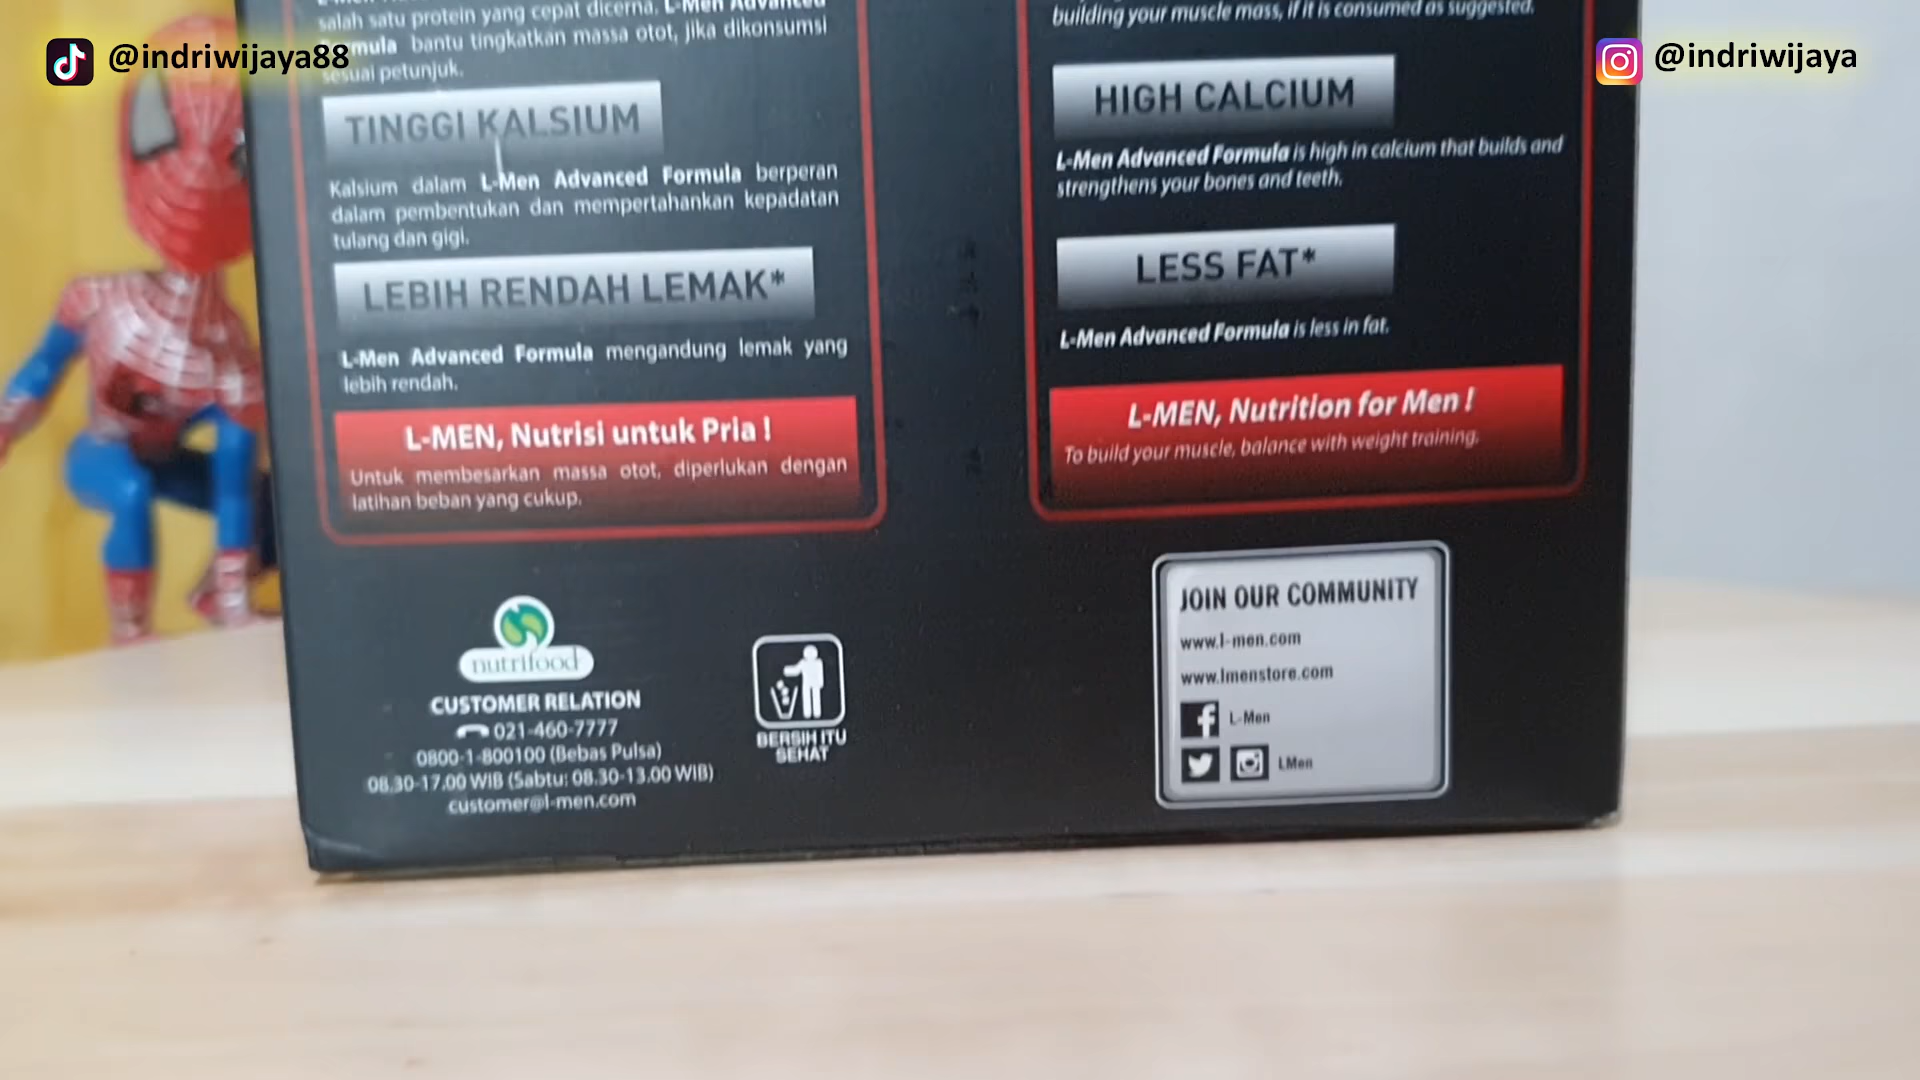 @indriwijaya88
@indriwijaya
salah satu protein yang cepat dicerna. L-Men Advanced
Formula bantu tingkatkan massa otot, jika dikonsumsi
sesuai petunjuk.
TINGGI KALSIUM
Kalsium dalam L-Men Advanced Formula berperan
dalam pembentukan dan mempertahankan kepadatan
tulang dan gigi.
LEBIH RENDAH LEMAK*
L-Men Advanced Formula mengandung lemak yang
lebih rendah.
L-MEN, Nutrisi untuk Pria !
Untuk membesarkan massa otot, diperlukan dengan
latihan beban yang cukup.
building your muscle mass, if it is consumed as suggested.
HIGH CALCIUM
L-Men Advanced Formula is high in calcium that builds and
strengthens your bones and teeth.
LESS FAT*
L-Men Advanced Formula is less in fat.
L-MEN, Nutrition for Men !
To build your muscle, balance with weight training.
nutrifood
CUSTOMER RELATION
021-460-7777
0800-1-800100 (Bebas Pulsa)
08.30-17.00 WIB (Sabtu: 08.30-13.00 WIB)
customer@l-men.com
BERSIH ITU
SEHAT
JOIN OUR COMMUNITY
www.l-men.com
www.lmenstore.com
L-Men
LMen